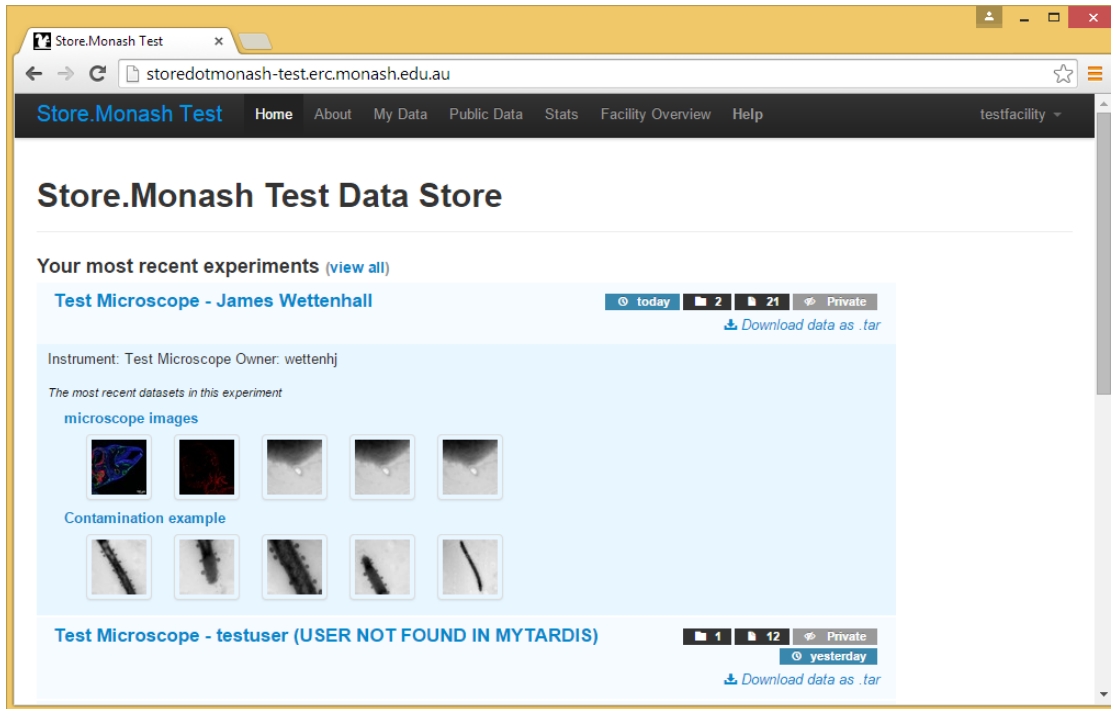 Store.Monash Test
storedotmonash-test.erc.monash.edu.au
Store.Monash Test Home About My Data Public Data Stats Facility Overview Help testfacility
Store.Monash Test Data Store
Your most recent experiments (view all)
Test Microscope - James Wettenhall today 2 21 Private
Download data as .tar
Instrument: Test Microscope Owner: wettenhj
The most recent datasets in this experiment
microscope images
Contamination example
Test Microscope - testuser (USER NOT FOUND IN MYTARDIS) 1 12 Private
yesterday
Download data as .tar